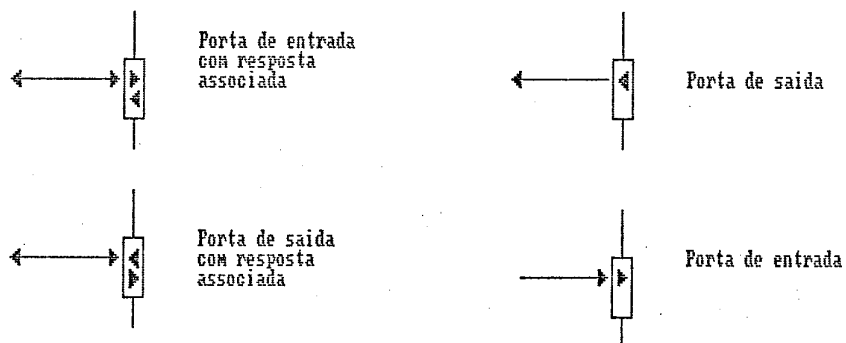 Porta de entrada
com resposta
associada
Porta de saida
Porta de saida
com resposta
associada
Porta de entrada